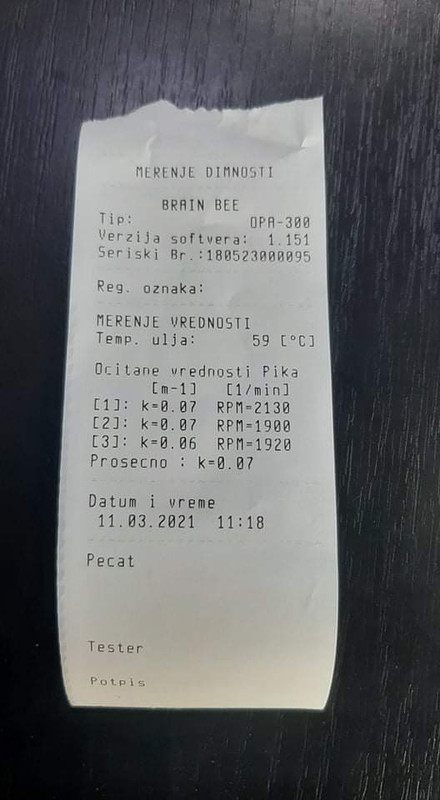 MERENJE DIMNOSTI
BRAIN BEE
Tip: OPA-300
Verzija softvera: 1.151
Seriski Br.:180523000095
Reg. oznaka:
MERENJE VREDNOSTI
Temp. ulja: 59 [°C]
Ocitane vrednosti Pika
[m-1] [1/min]
[1]: k=0.07 RPM=2130
[2]: k=0.07 RPM=1900
[3]: k=0.06 RPM=1920
Prosecno : k=0.07
Datum i vreme
11.03.2021 11:18
Pecat
Tester
Potpis